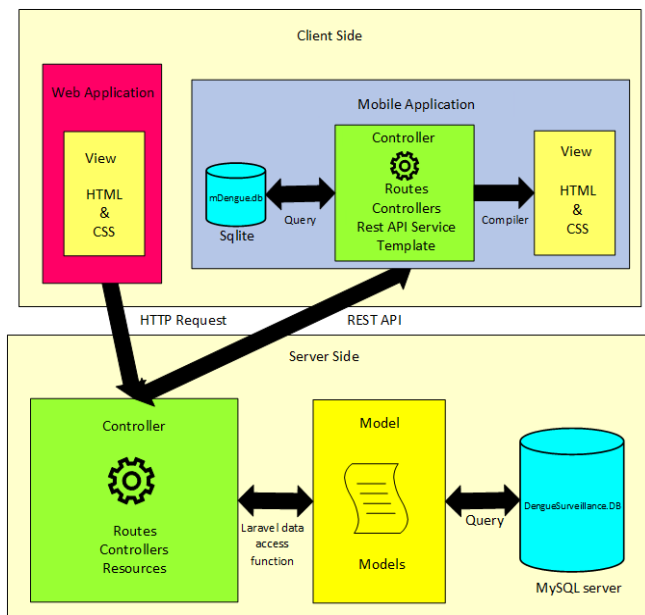 Client Side
Web Application
View
HTML
&
CSS
Mobile Application
mDengue.db
Sqlite
Query
Controller
Routes
Controllers
Rest API Service
Template
Compiler
View
HTML
&
CSS
HTTP Request
REST API
Server Side
Controller
Routes
Controllers
Resources
Laravel data
access
function
Model
Models
Query
DengueSurveillance.DB
MySQL server